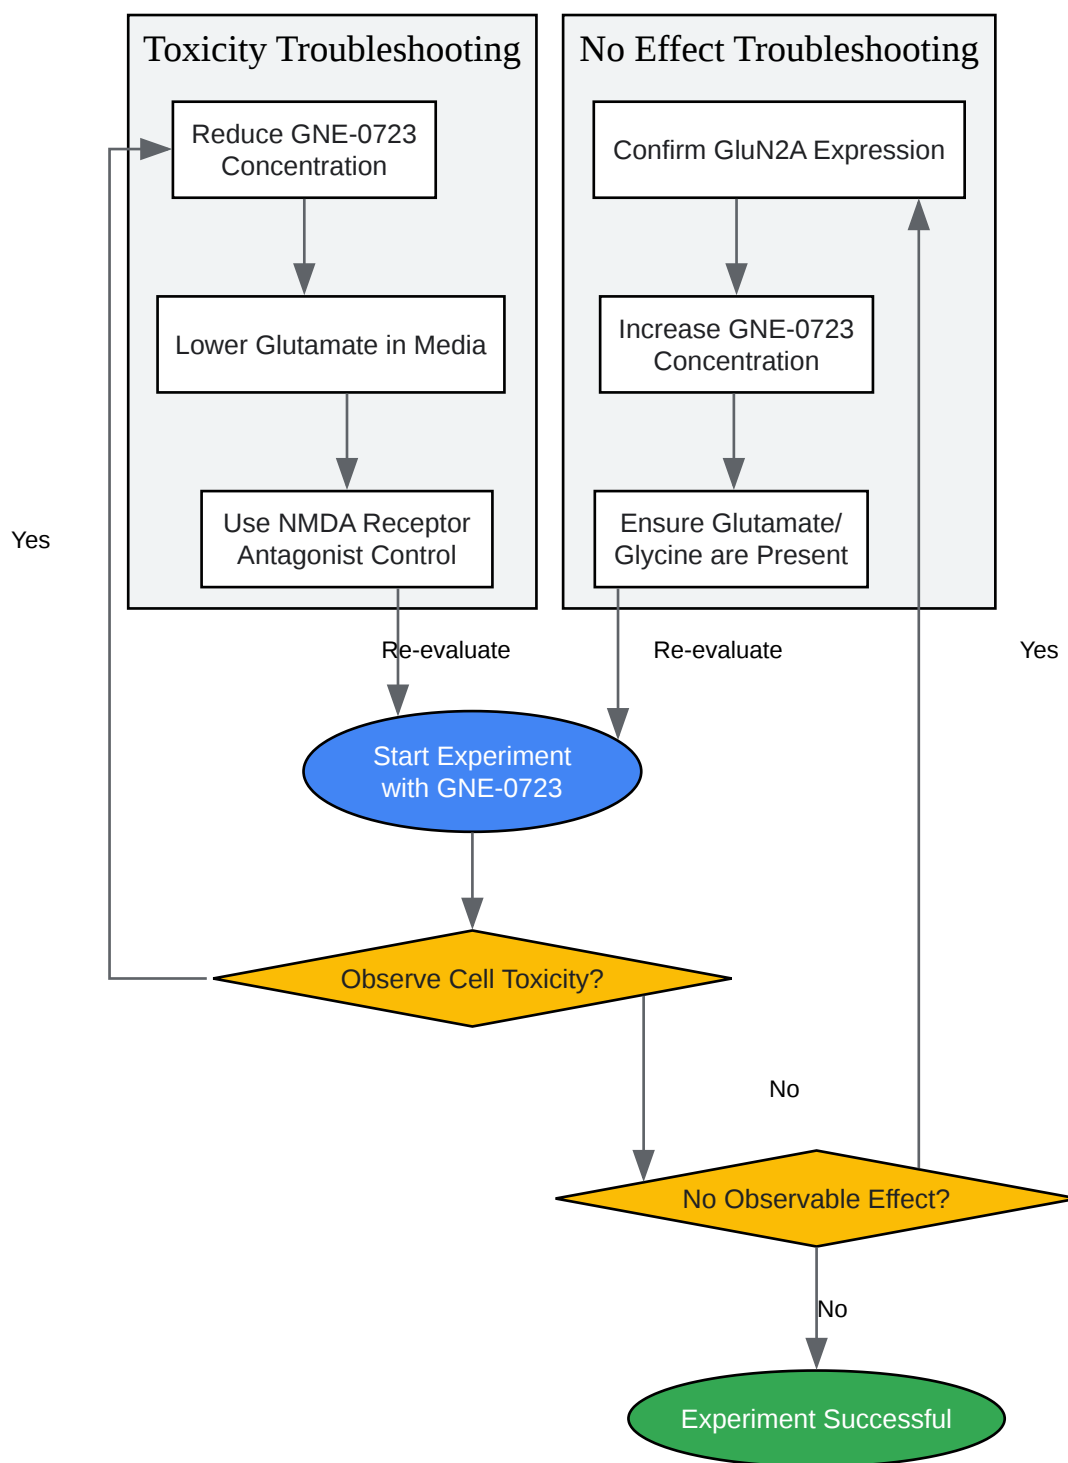 Toxicity Troubleshooting
No Effect Troubleshooting
Reduce GNE-0723
Concentration
Confirm GluN2A Expression
Lower Glutamate in Media
Increase GNE-0723
Concentration
Use NMDA Receptor
Antagonist Control
Ensure Glutamate/
Glycine are Present
Yes
Re-evaluate
Re-evaluate
Yes
Start Experiment
with GNE-0723
Observe Cell Toxicity?
No
No Observable Effect?
No
Experiment Successful